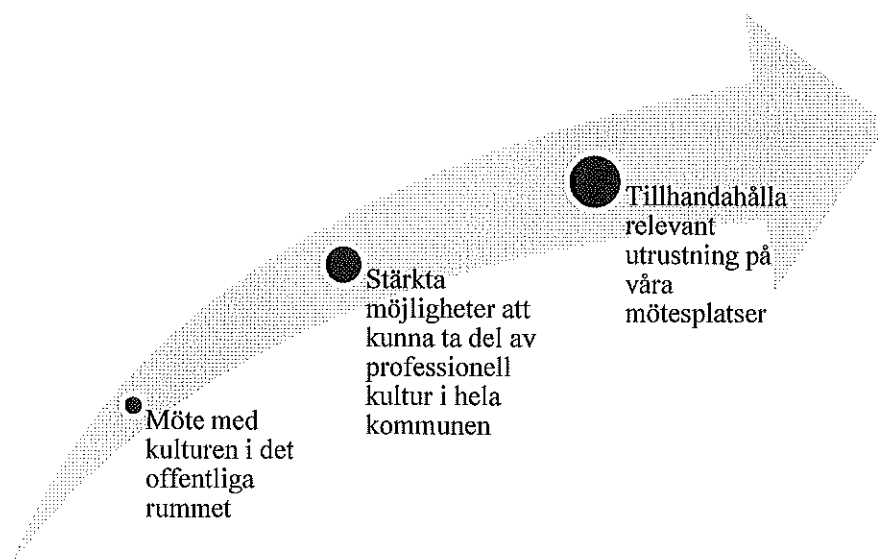 Möte med
kulturen i det
offentliga
rummet
Stärkta
möjligheter att
kunna ta del av
professionell
kultur i hela
kommunen
Tillhandahålla
relevant
utrustning på
våra
mötesplatser